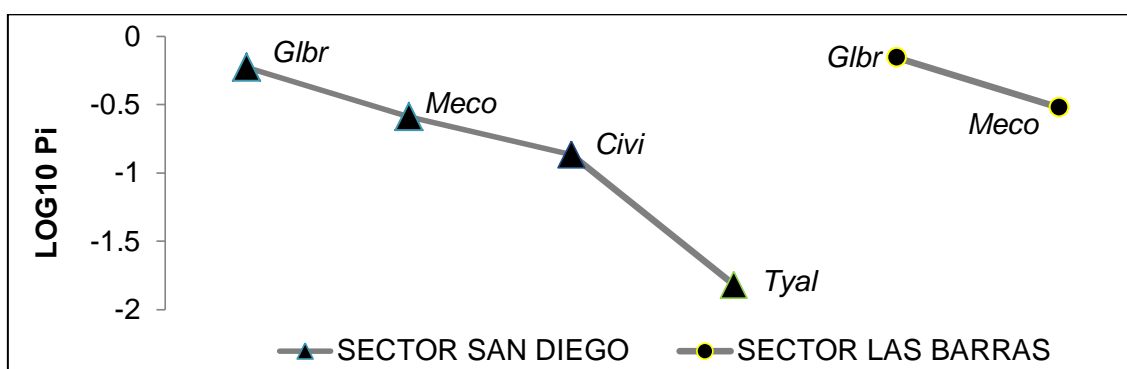 LOG10 Pi
0
-0.5
-1
-1.5
-2
Glbr
Meco
Civi
Tyal
Glbr
Meco
SECTOR SAN DIEGO
SECTOR LAS BARRAS